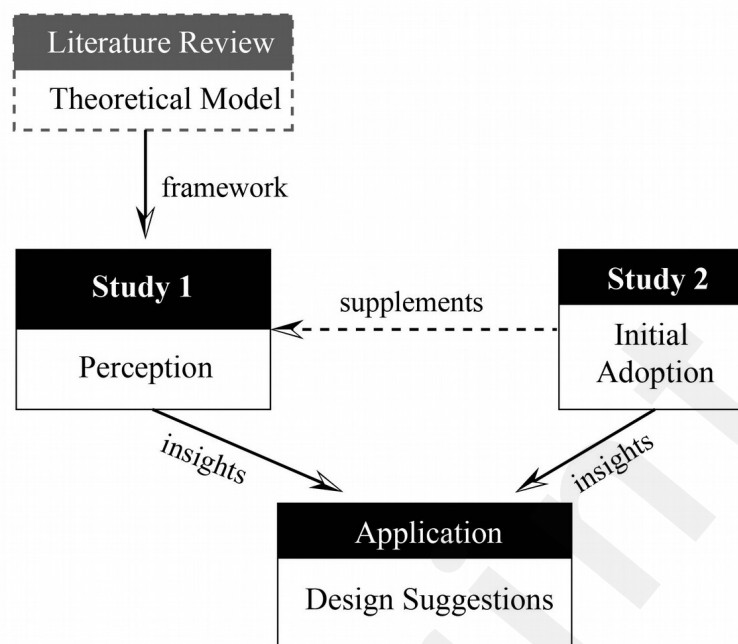 Literature Review
Theoretical Model
framework
Study 1
Perception
supplements
Study 2
Initial
Adoption
insights
insights
Application
Design Suggestions